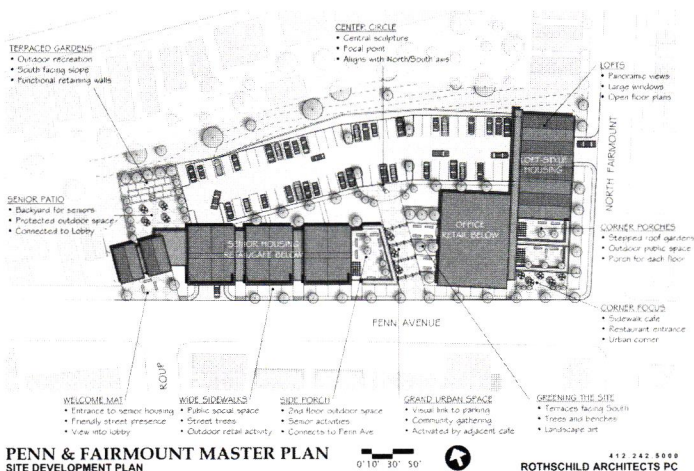 CENTER CIRCLE
• Central sculpture
• Focal point
• Aligns with North/South axis
TERRACED GARDENS
• Outdoor recreation
• South facing slope
• Functional retaining walls
LOFTS
• Panoramic views
• Large windows
• Open floor plans
LOFT-STYLE
HOUSING
NORTH FAIRMOUNT
SENIOR PATIO
• Backyard for seniors
• Protected outdoor space
• Connected to Lobby
SENIOR HOUSING
RETAIL/CAFE BELOW
OFFICE
RETAIL BELOW
CORNER PORCHES
• Stepped roof gardens
• Outdoor public space
• Porch for each floor
CORNER FOCUS
• Sidewalk cafe
• Restaurant entrance
• Urban corner
PENN AVENUE
ROUP
WELCOME MAT
• Entrance to senior housing
• Friendly street presence
• View into lobby
WIDE SIDEWALKS
• Public social space
• Street trees
• Outdoor retail activity
SIDE PORCH
• 2nd floor outdoor space
• Senior activities
• Connects to Penn Ave
GRAND URBAN SPACE
• Visual link to parking
• Community gathering
• Activated by adjacent cafe
GREENING THE SITE
• Terraces facing South
• Trees and benches
• Landscape art
PENN & FAIRMOUNT MASTER PLAN
SITE DEVELOPMENT PLAN
0' 10' 30' 50'
412.242.5000
ROTHSCHILD ARCHITECTS PC